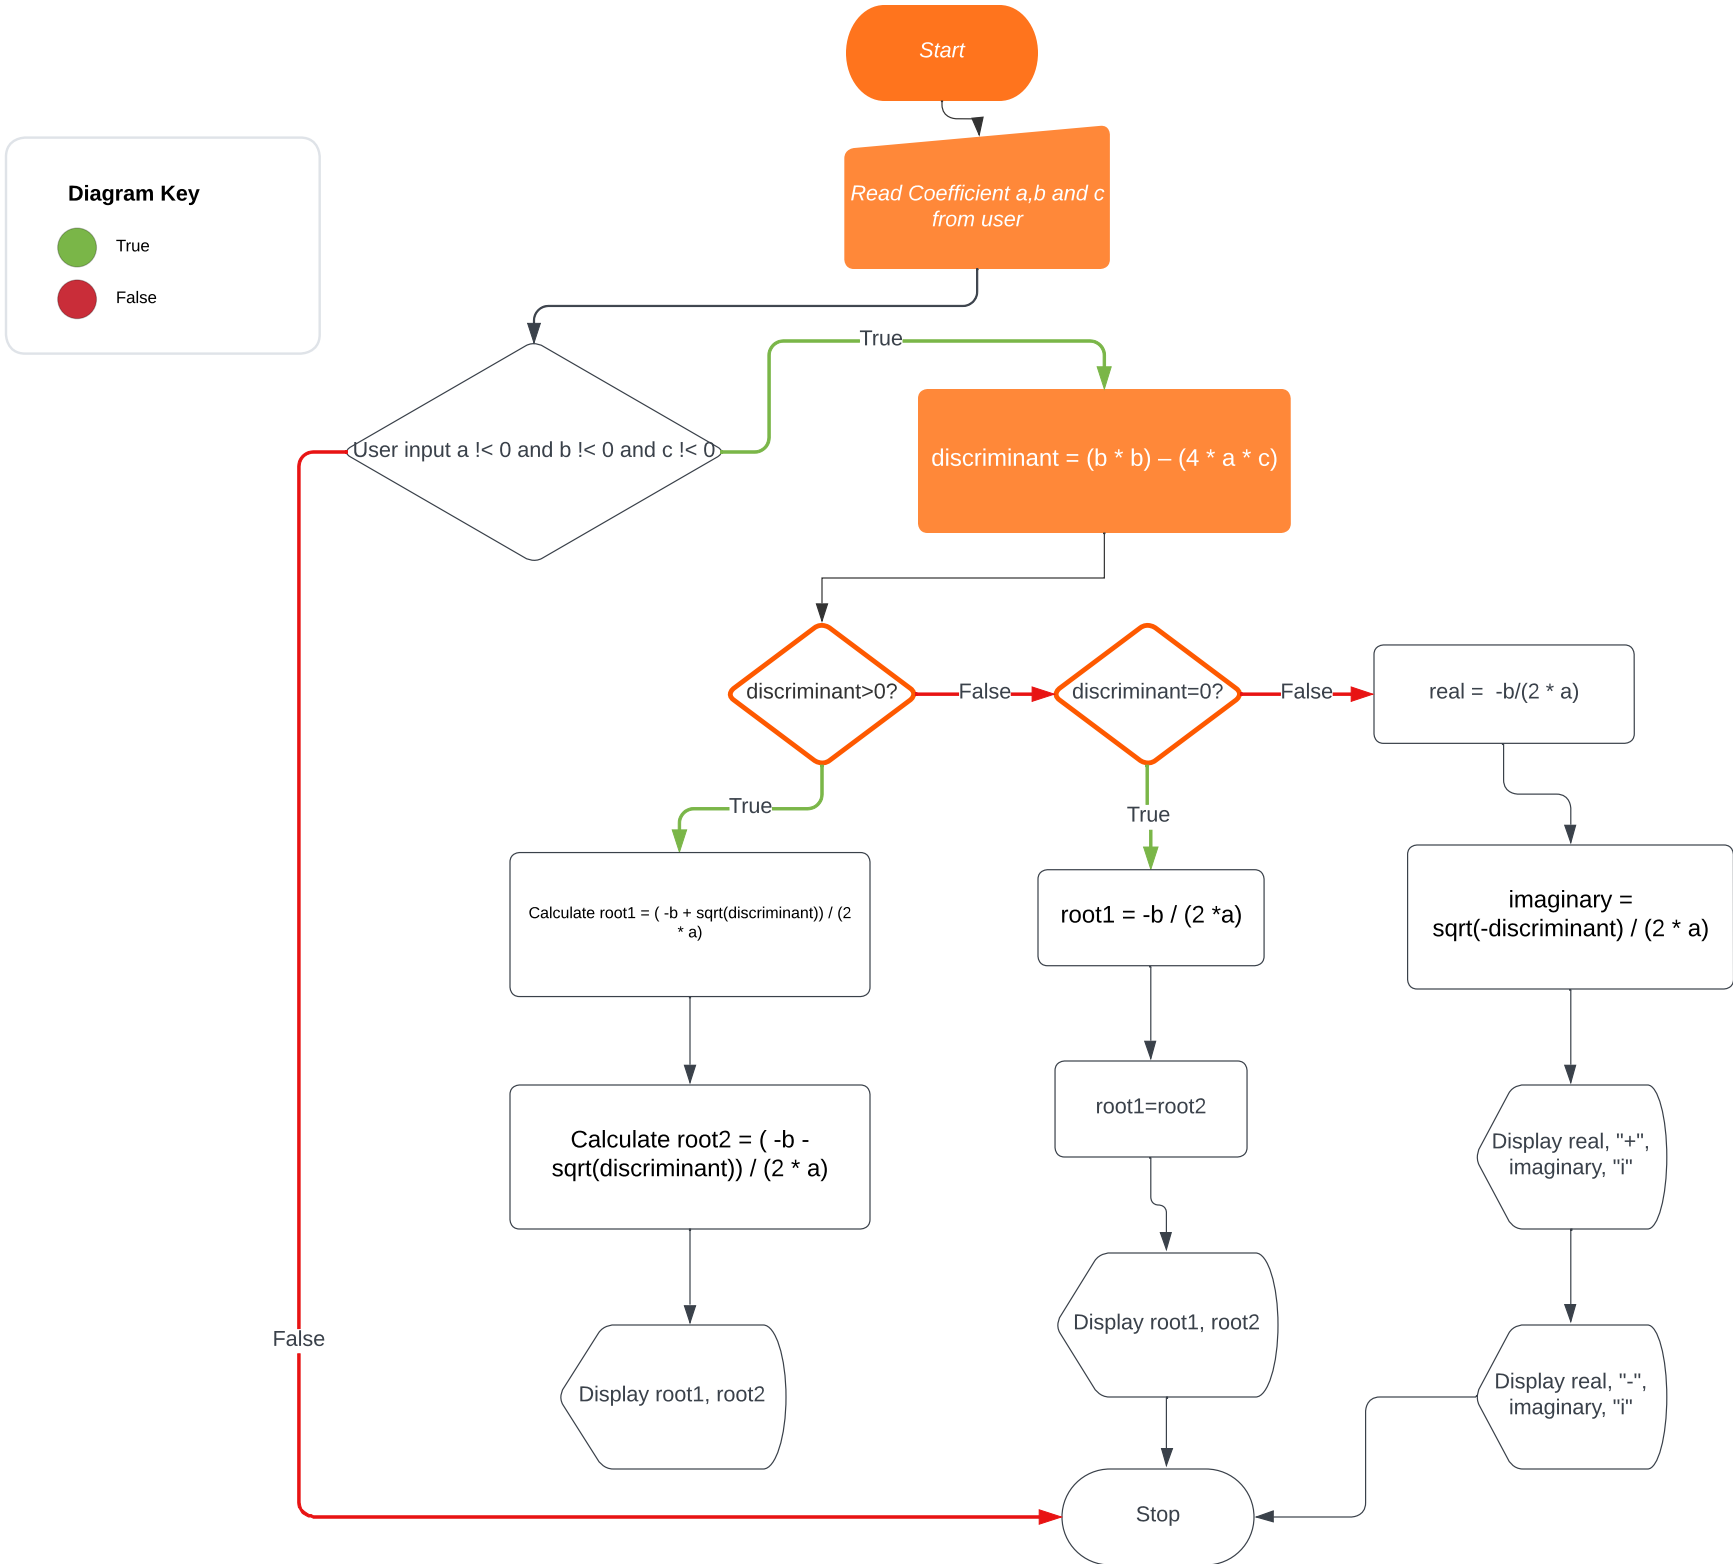 Start
Diagram Key
True
False
Read Coefficient a,b and c
from user
True
User input a !< 0 and b !< 0 and c !< 0
discriminant = (b * b) – (4 * a * c)
discriminant>0?
False
discriminant=0?
False
real =  -b/(2 * a)
True
True
Calculate root1 = ( -b + sqrt(discriminant)) / (2
* a)
root1 = -b / (2 *a)
imaginary =
sqrt(-discriminant) / (2 * a)
Calculate root2 = ( -b -
sqrt(discriminant)) / (2 * a)
root1=root2
Display real, "+",
imaginary, "i"
False
Display root1, root2
Display root1, root2
Display real, "-",
imaginary, "i"
Stop